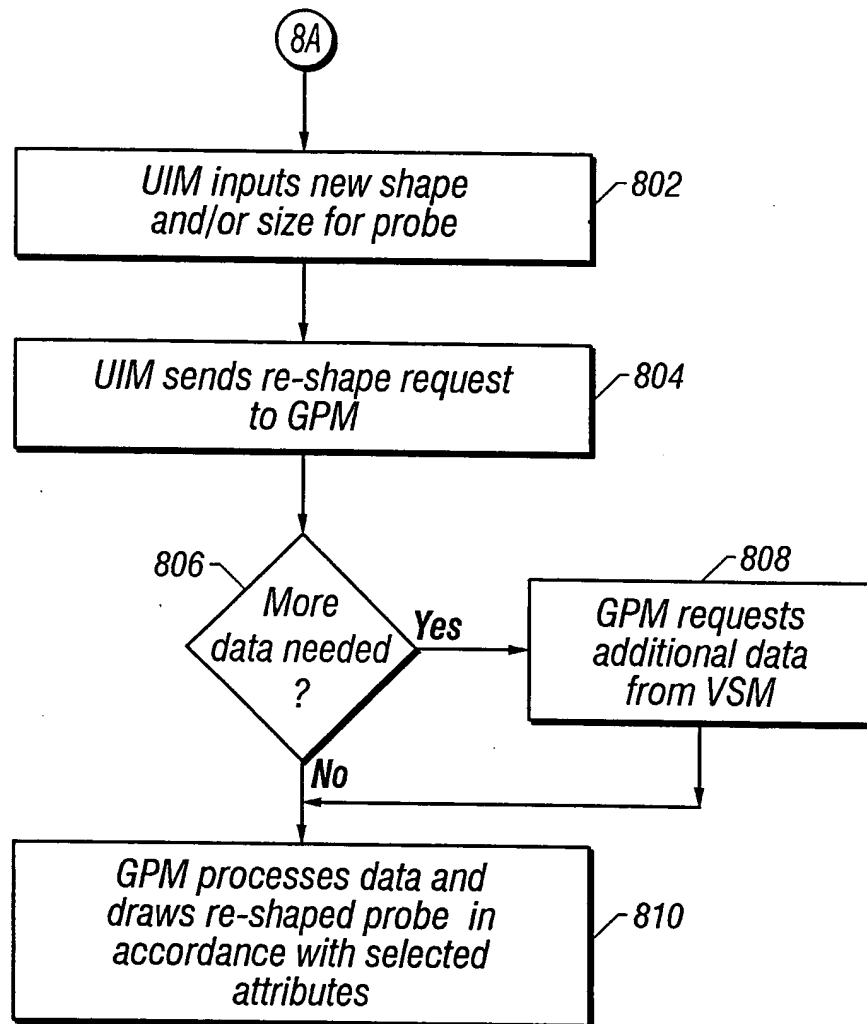 8A
UIM inputs new shape
and/or size for probe
802
UIM sends re-shape request
to GPM
804
806
More
data needed
?
Yes
808
GPM requests
additional data
from VSM
No
GPM processes data and
draws re-shaped probe in
accordance with selected
attributes
810